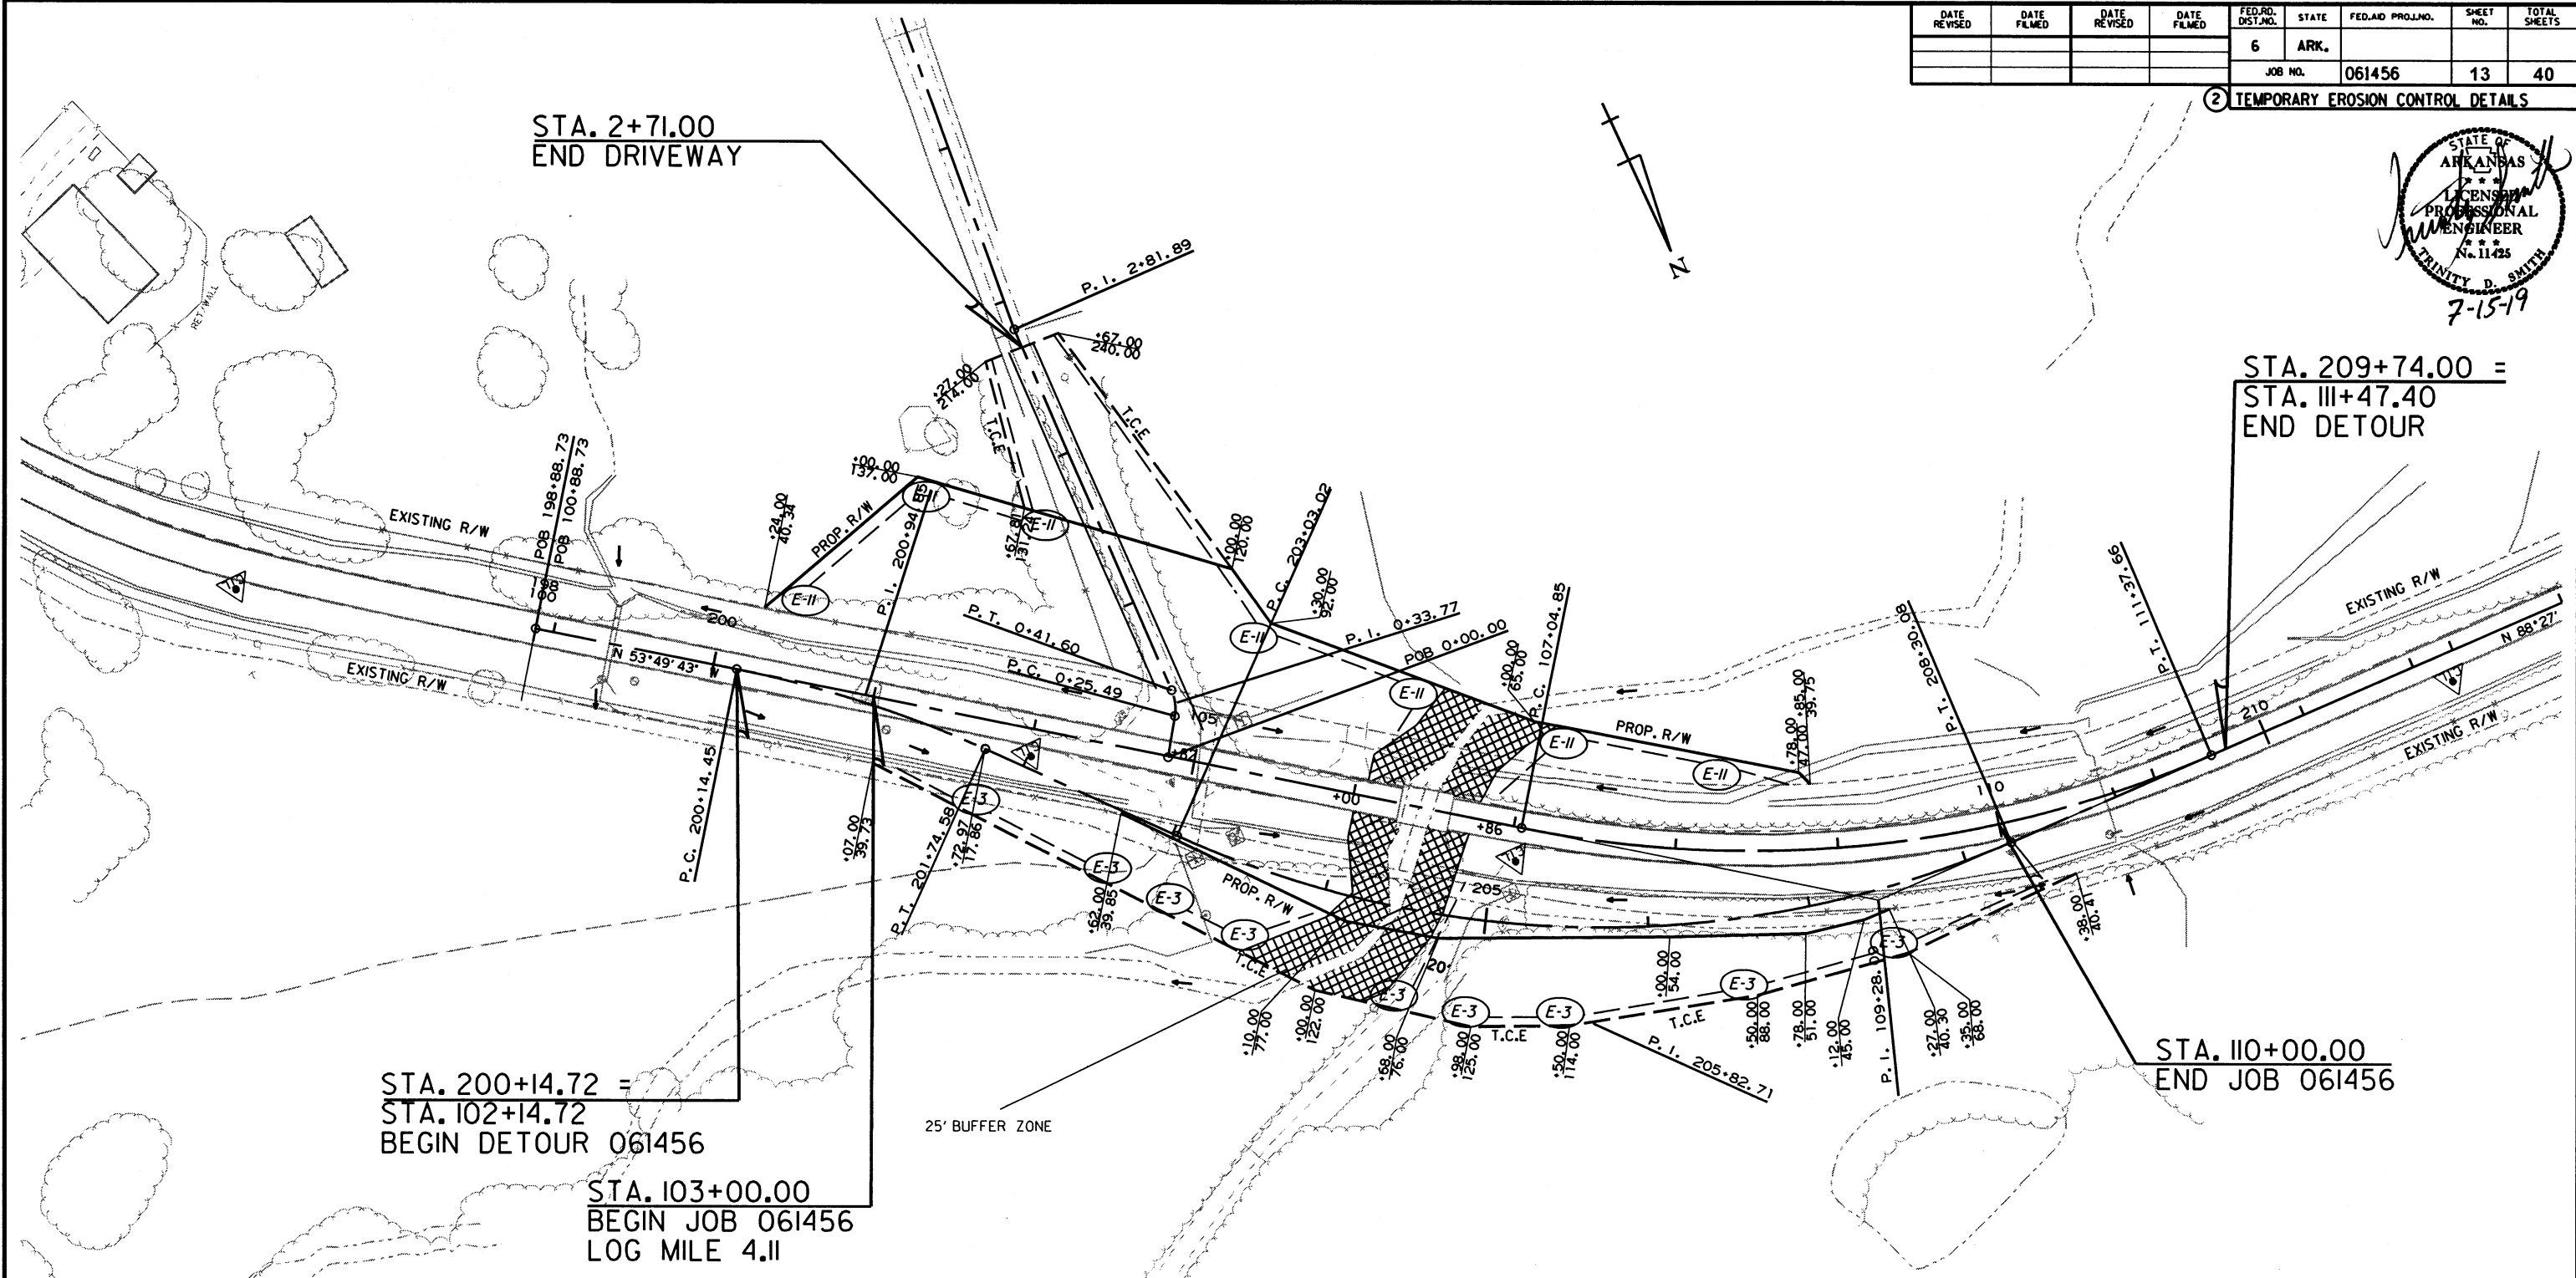 DATE REVISED
DATE FILMED
DATE REVISED
DATE FILMED
FED.RD. DIST.NO.
STATE
FED.AID PROJ.NO.
SHEET NO.
TOTAL SHEETS
6
ARK.
JOB NO.
061456
13
40
2 TEMPORARY EROSION CONTROL DETAILS
STATE OF
ARKANSAS
LICENSED
PROFESSIONAL
ENGINEER
No. 11425
TRINITY D. SMITH
7-15-19
STA. 2+71.00
END DRIVEWAY
P. I. 2+81.89
N
+67.00
240.00
+27.00
214.00
T.C.E
T.C.E
RET WALL
STA. 209+74.00 =
STA. 111+47.40
END DETOUR
POB 198+88.73
POB 100+88.73
198
100
EXISTING R/W
EXISTING R/W
113
+24.00
40.34
+00.00
137.00
PROP. R/W
E-11
E-11
E-11
P. I. 200+94.85
+67.81
131.24
+00.00
120.00
P. C. 203+03.02
+30.00
92.00
E-11
200
N 53°49'43" W
P. T. 0+41.60
P. C. 0+25.49
P. I. 0+33.77
POB 0+00.00
105
+82
E-11
+00.00
65.00
P. C. 107+04.85
E-11
PROP. R/W
E-11
+78.00
47.00
+85.00
39.75
P. T. 208+30.08
P. T. 111+37.66
EXISTING R/W
N 88°27'
113
210
EXISTING R/W
110
+00
+86
113
205
113
P. C. 200+14.45
+07.00
39.73
P. T. 201+74.58
+72.97
17.86
E-3
E-3
E-3
E-3
+62.00
39.85
PROP. R/W
T.C.E
20
E-3
E-3
E-3
E-3
E-3
T.C.E
T.C.E
+10.00
77.00
+00.00
122.00
+68.00
76.00
+98.00
125.00
+50.00
114.00
+00.00
54.00
P. I. 205+82.71
+50.00
88.00
+78.00
51.00
+12.00
45.00
P. I. 109+28.09
+27.00
40.30
+35.00
68.00
+38.00
40.41
STA. 110+00.00
END JOB 061456
STA. 200+14.72 =
STA. 102+14.72
BEGIN DETOUR 061456
25' BUFFER ZONE
STA. 103+00.00
BEGIN JOB 061456
LOG MILE 4.11